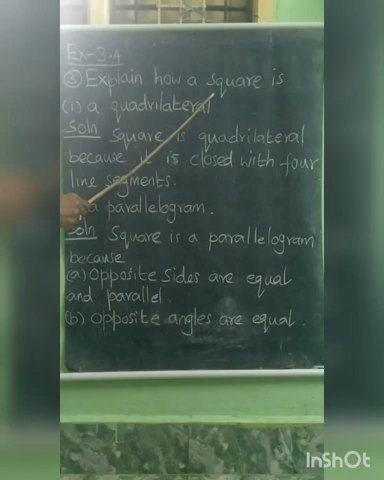 Ex-3.4
③ Explain how a square is
(i) a quadrilateral
Soln Square is quadrilateral
because it is closed with four
line segments.
a parallelogram.
Soln Square is a parallelogram
because
(a) Opposite sides are equal
and parallel.
(b) Opposite angles are equal.
InShOt